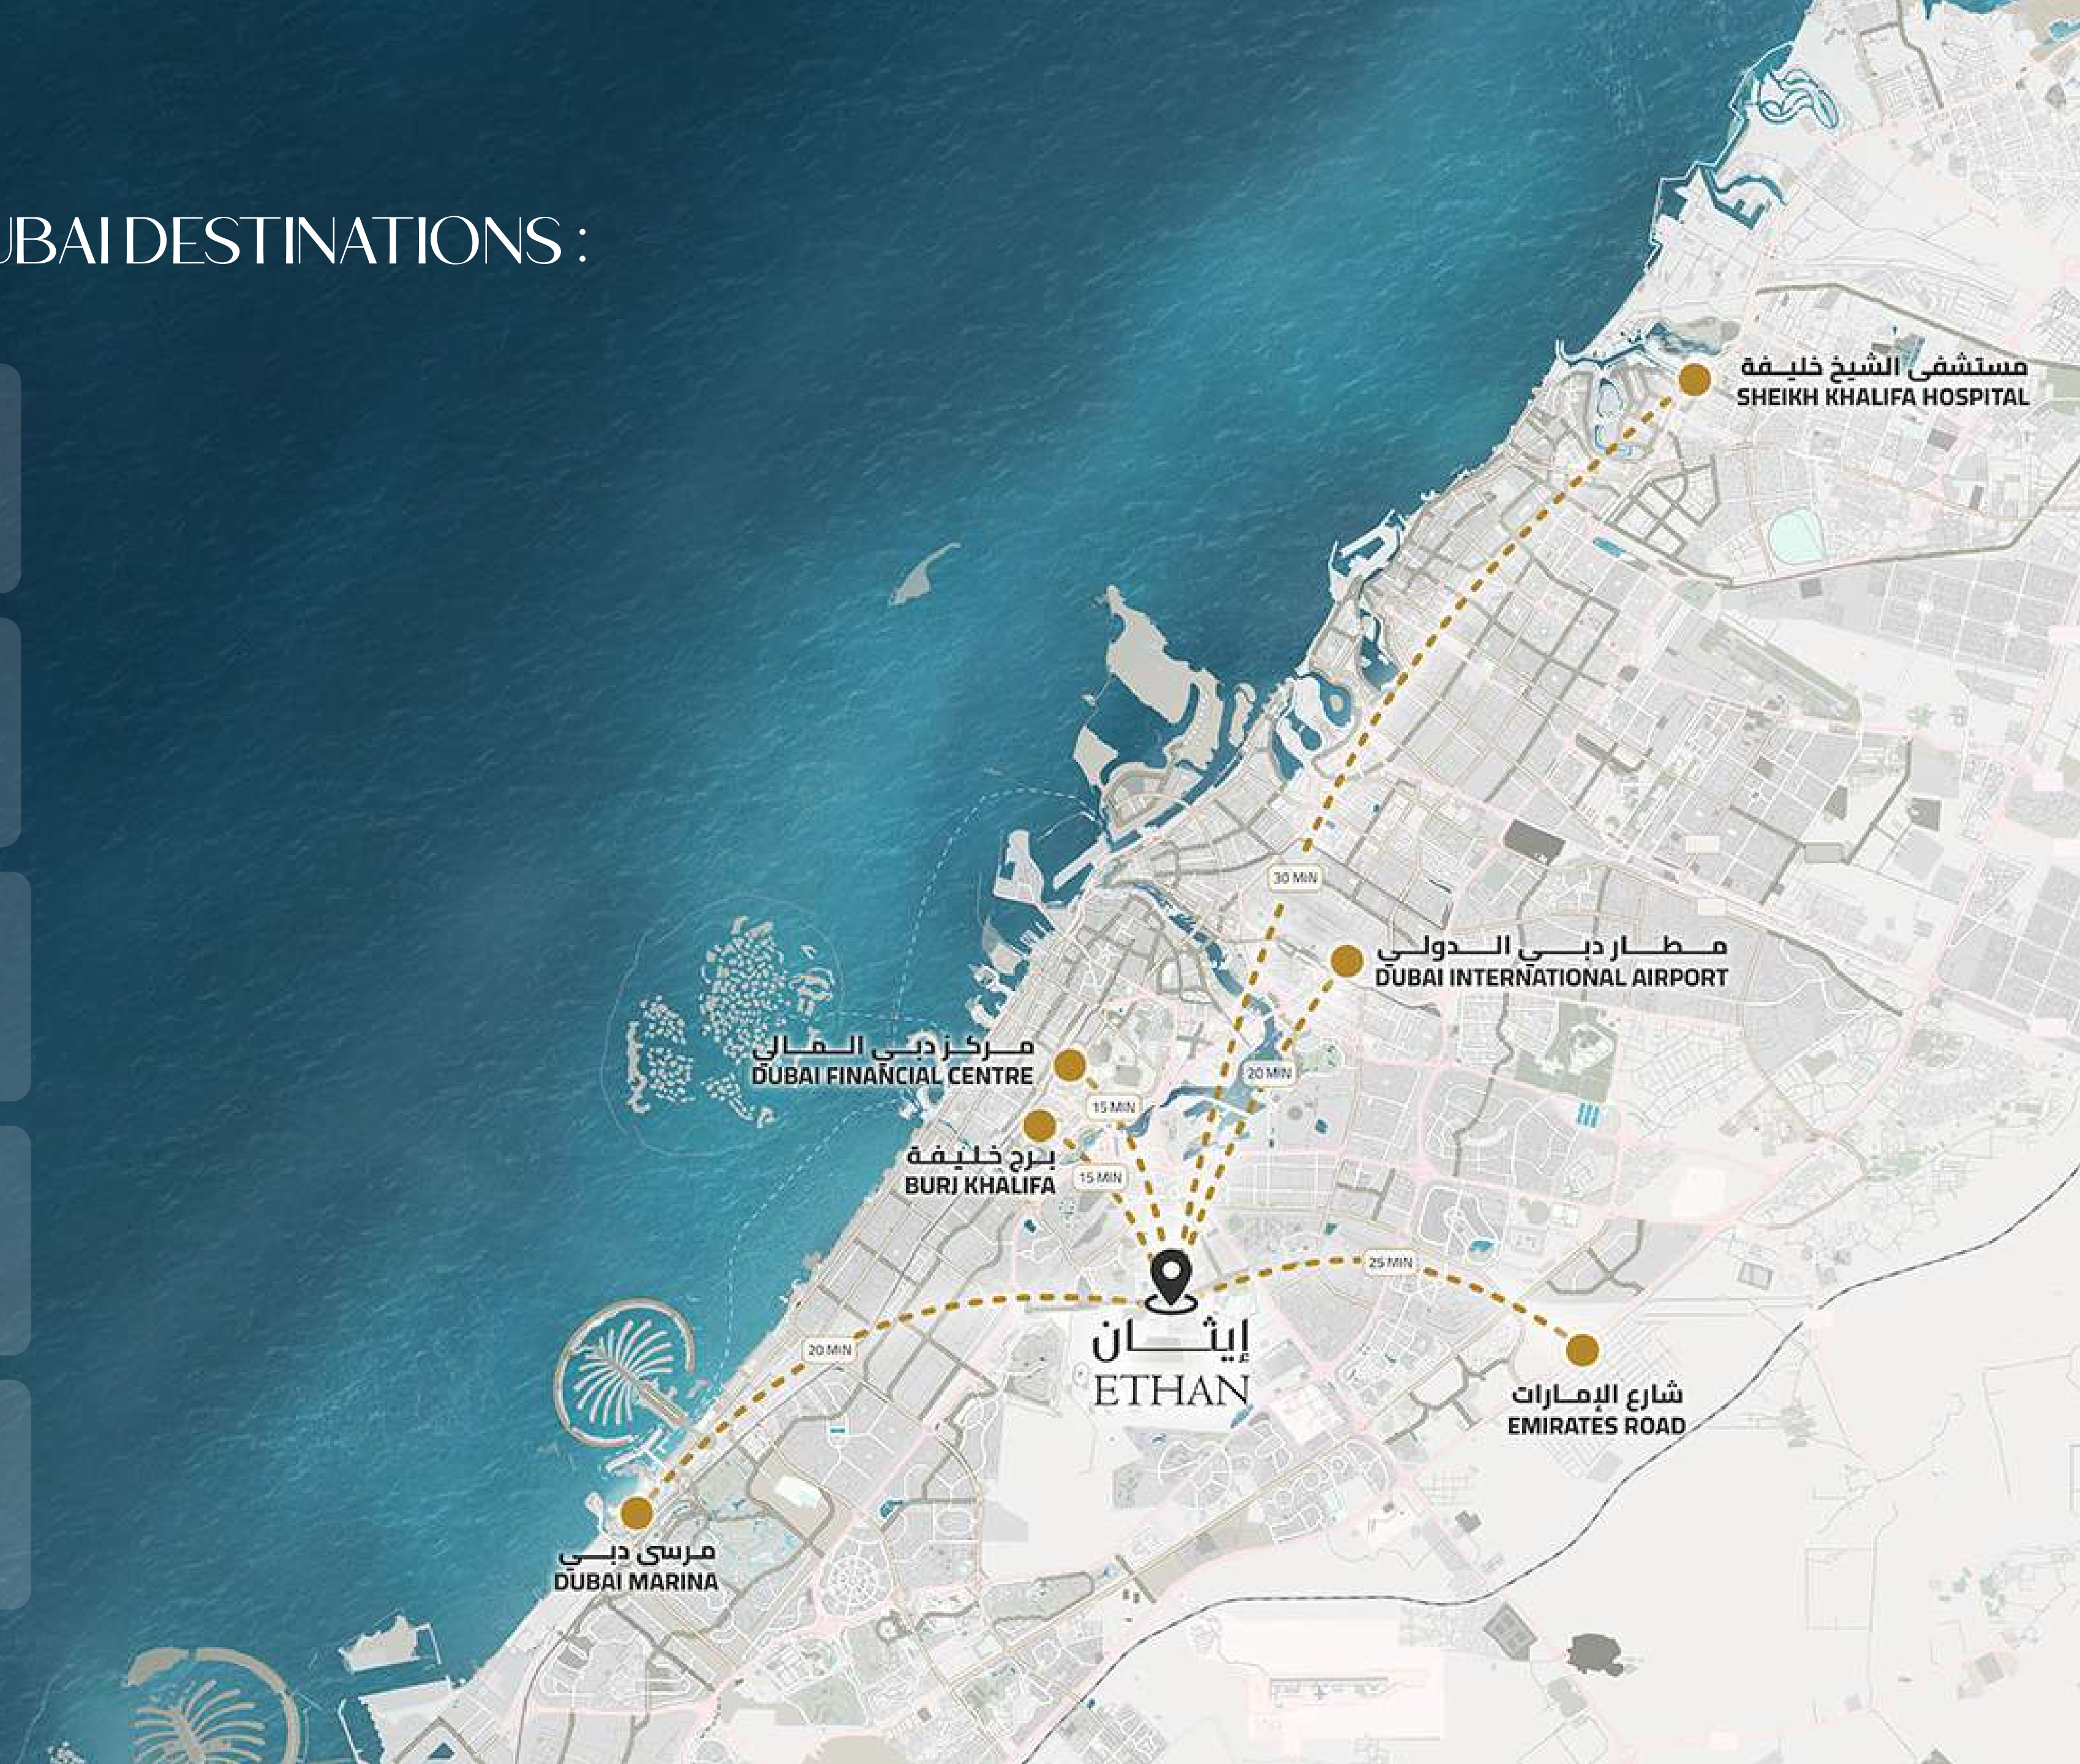 DESTINATIONS :
مستشفى الشيخ خليفة
SHEIKH KHALIFA HOSPITAL
30 MIN
مطار دبي الدولي
DUBAI INTERNATIONAL AIRPORT
مركز دبي المالي
DUBAI FINANCIAL CENTRE
20 MIN
15 MIN
برج خليفة
BURJ KHALIFA
15 MIN
25 MIN
إيثان
ETHAN
20 MIN
شارع الإمارات
EMIRATES ROAD
مرسى دبي
DUBAI MARINA